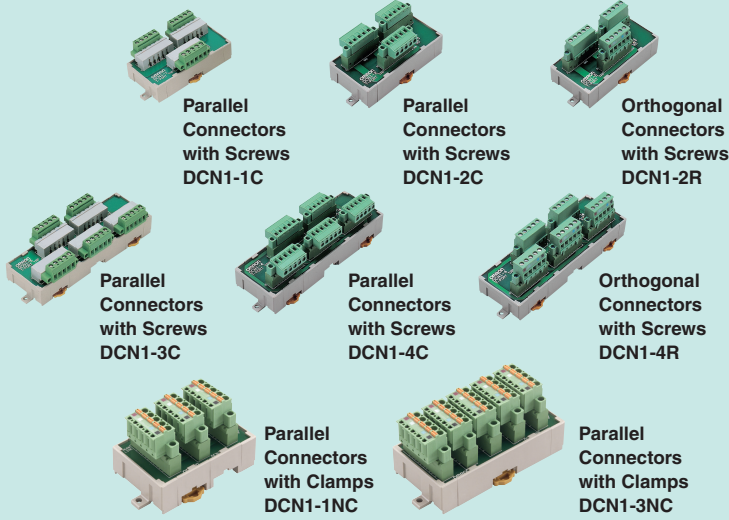 Parallel
Connectors
with Screws
DCN1-1C
Parallel
Connectors
with Screws
DCN1-2C
Orthogonal
Connectors
with Screws
DCN1-2R
Parallel
Connectors
with Screws
DCN1-3C
Parallel
Connectors
with Screws
DCN1-4C
Orthogonal
Connectors
with Screws
DCN1-4R
Parallel
Connectors
with Clamps
DCN1-1NC
Parallel
Connectors
with Clamps
DCN1-3NC